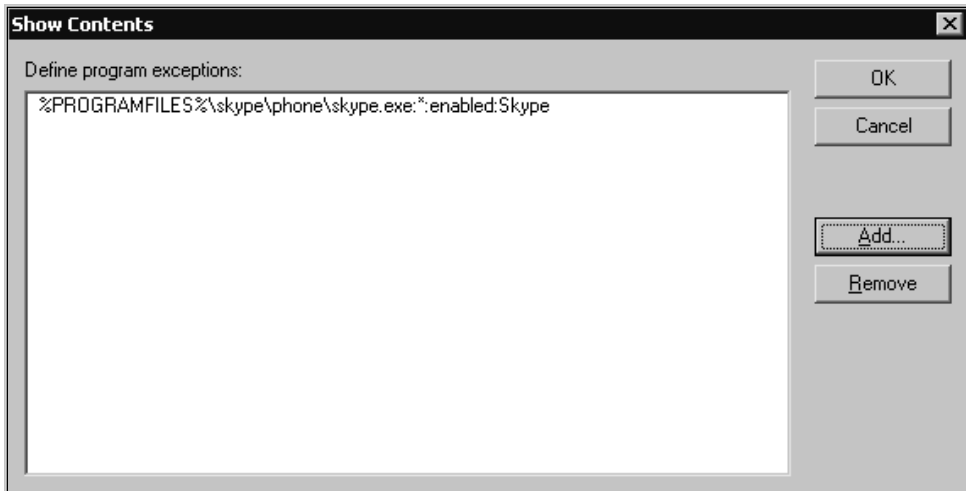 Show Contents
Define program exceptions:
%PROGRAMFILES%\skype\phone\skype.exe:*:enabled:Skype
OK
Cancel
Add...
Remove